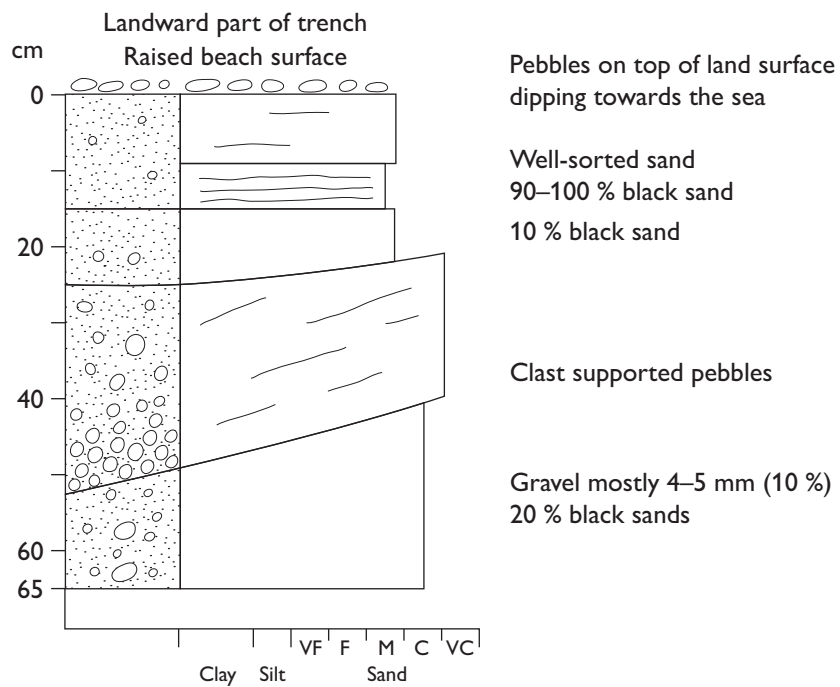 Landward part of trench
Raised beach surface
cm
Pebbles on top of land surface
dipping towards the sea
0
Well-sorted sand
90–100 % black sand
10 % black sand
20
Clast supported pebbles
40
Gravel mostly 4–5 mm (10 %)
20 % black sands
60
65
VF F M C VC
Clay Silt Sand